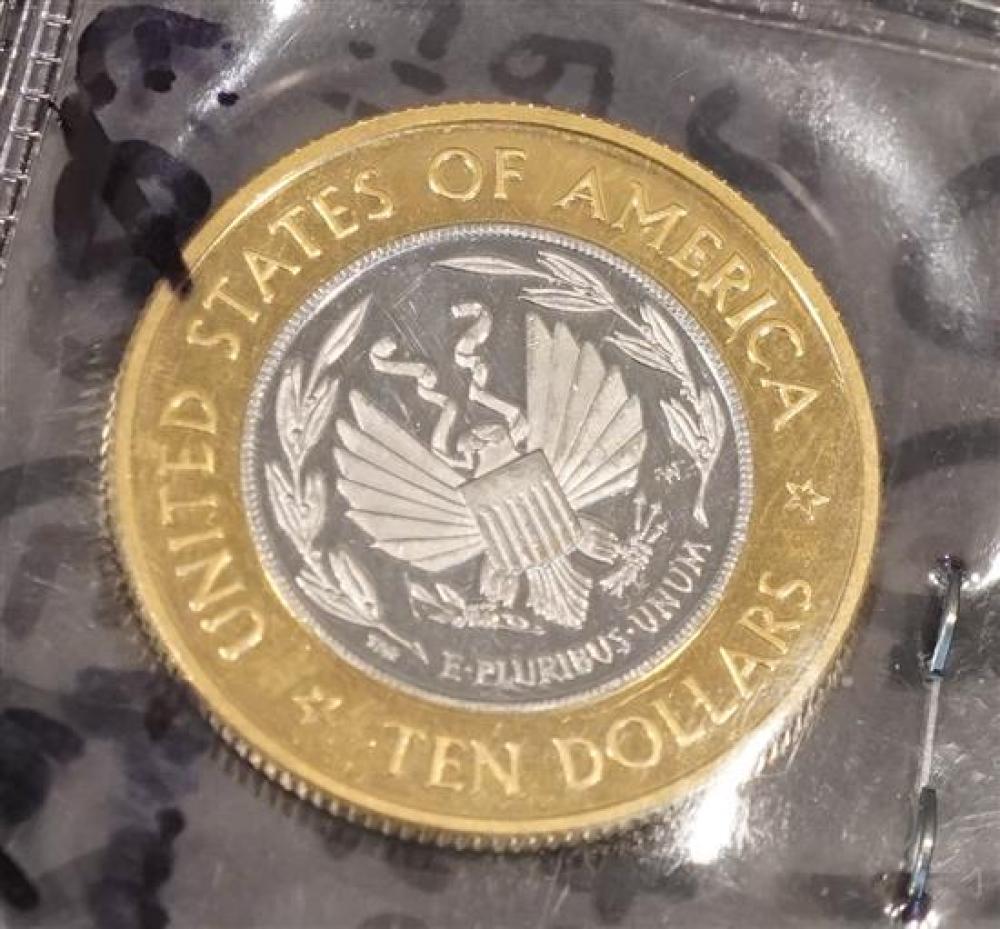 UNITED STATES OF AMERICA
E·PLURIBUS·UNUM
TEN DOLLARS